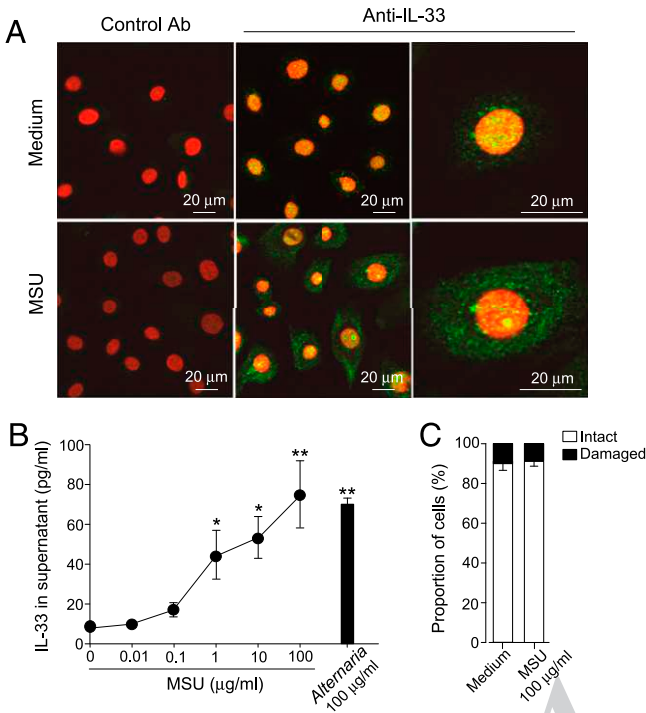 A
Control Ab
Anti-IL-33
Medium
20 μm
20 μm
20 μm
MSU
20 μm
20 μm
20 μm
B
IL-33 in supernatant (pg/ml)
100
80
60
40
20
0
*
*
**
**
0
0.01
0.1
1
10
100
MSU (μg/ml)
Alternaria
100 μg/ml
C
Intact
Damaged
Proportion of cells (%)
100
80
60
40
20
0
Medium
MSU
100 μg/ml